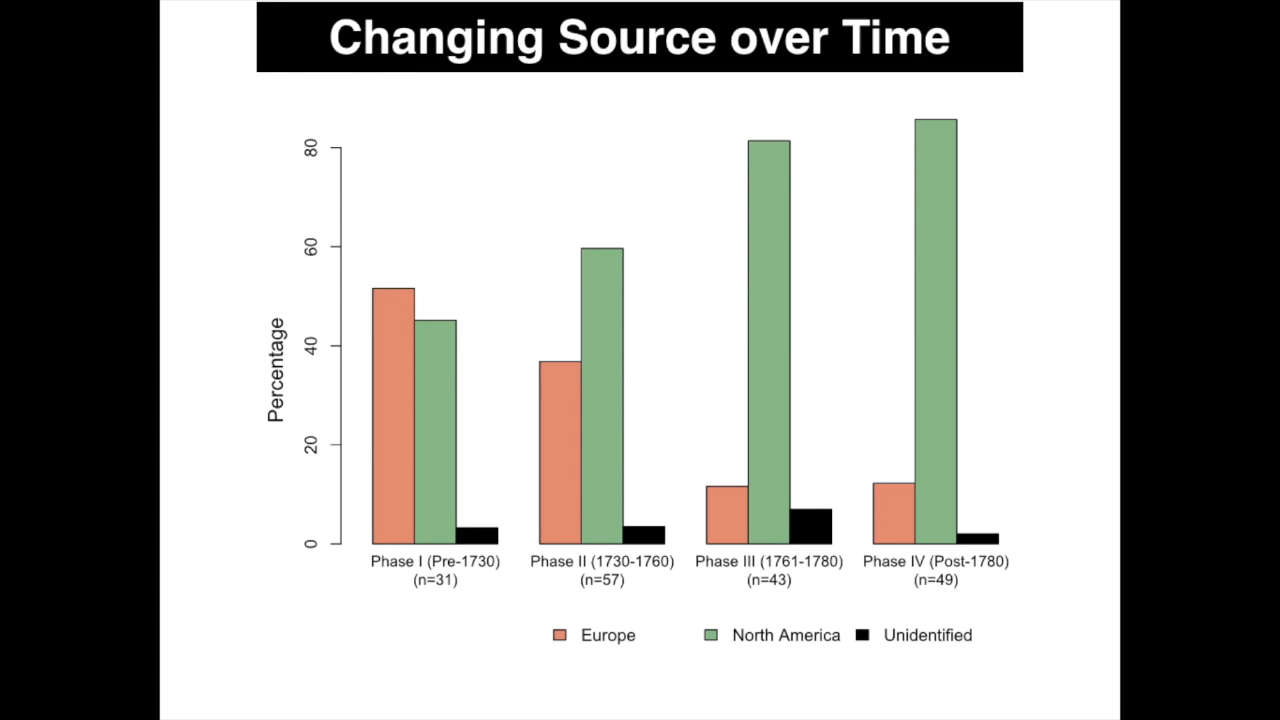 Changing Source over Time
Percentage
80
60
40
20
0
Phase I (Pre-1730)
(n=31)
Phase II (1730-1760)
(n=57)
Phase III (1761-1780)
(n=43)
Phase IV (Post-1780)
(n=49)
Europe
North America
Unidentified